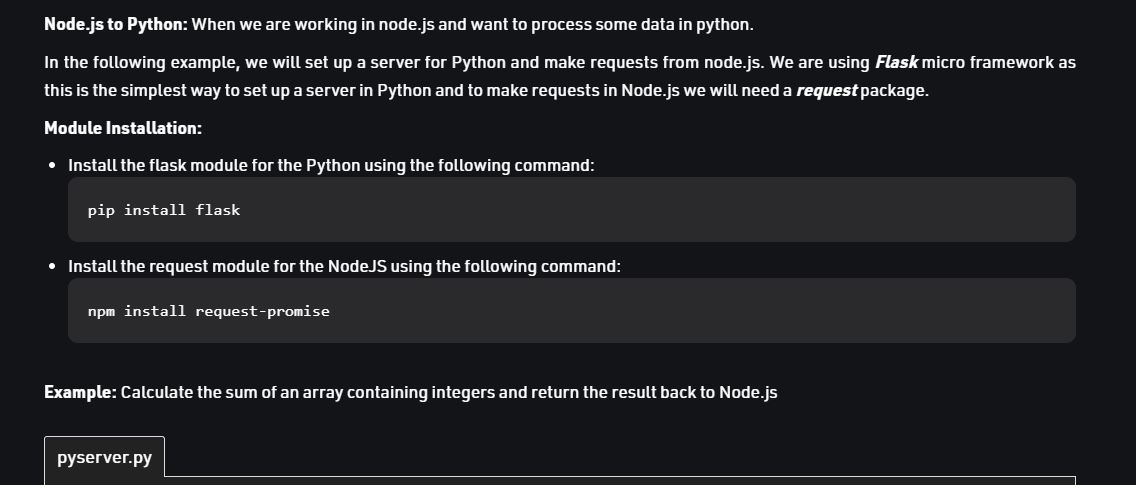 Node.js to Python: When we are working in node.js and want to process some data in python.
In the following example, we will set up a server for Python and make requests from node.js. We are using Flask micro framework as
this is the simplest way to set up a server in Python and to make requests in Node.js we will need a request package.
Module Installation:
• Install the flask module for the Python using the following command:
pip install flask
• Install the request module for the NodeJS using the following command:
npm install request-promise
Example: Calculate the sum of an array containing integers and return the result back to Node.js
pyserver.py